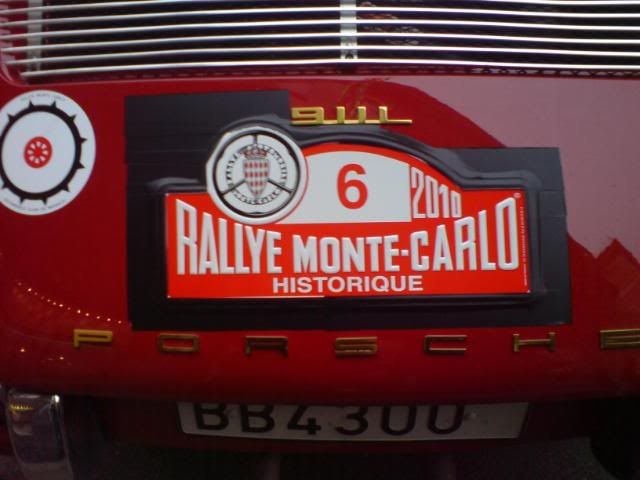 911L
6
2010
RALLYE MONTE-CARLO
HISTORIQUE
PORSCHE
BB4300